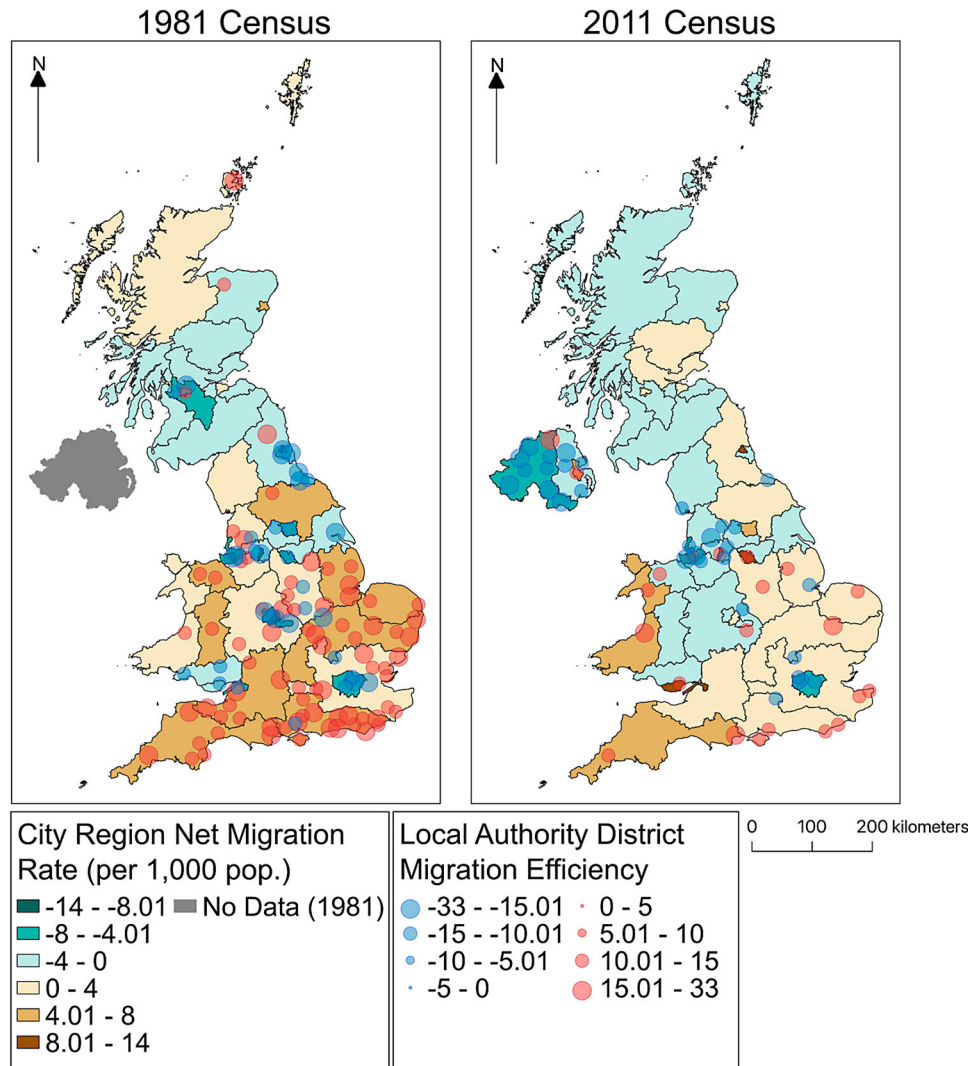 1981 Census
2011 Census
N
N
City Region Net Migration
Rate (per 1,000 pop.)
-14 - -8.01
No Data (1981)
-8 - -4.01
-4 - 0
0 - 4
4.01 - 8
8.01 - 14
Local Authority District
Migration Efficiency
-33 - -15.01
-15 - -10.01
-10 - -5.01
-5 - 0
0 - 5
5.01 - 10
10.01 - 15
15.01 - 33
0 100 200 kilometers